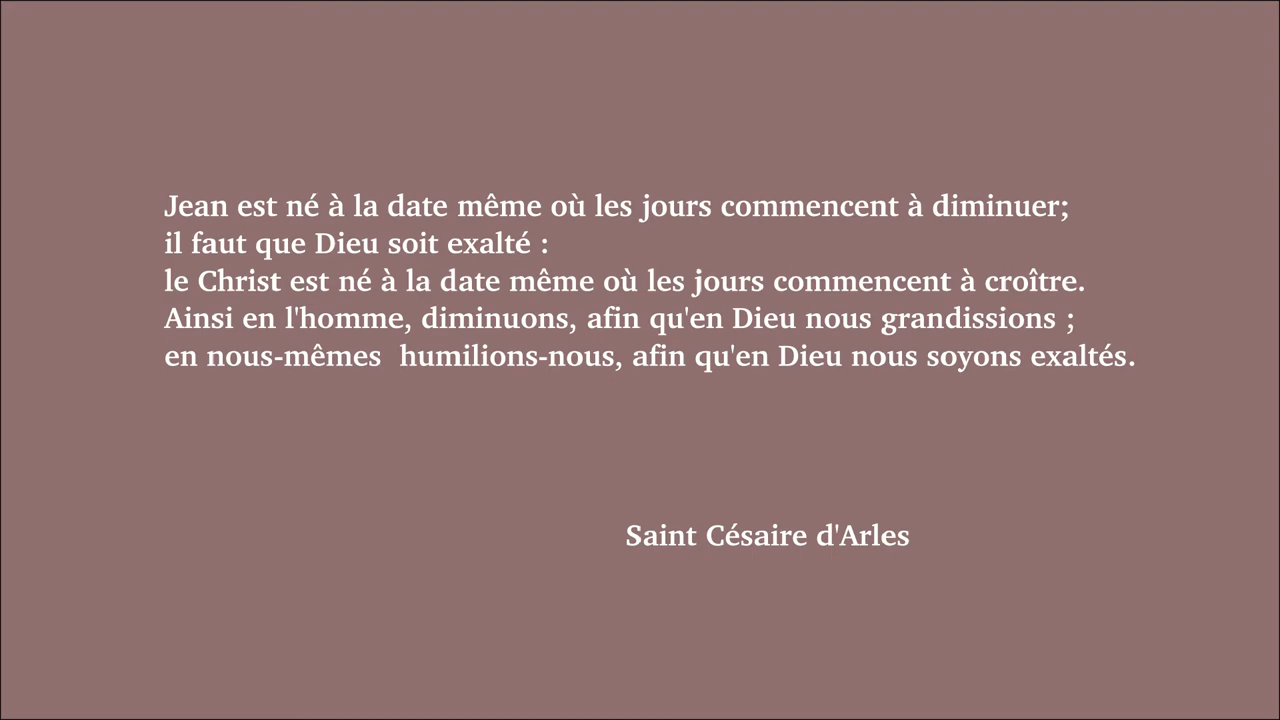 Jean est né à la date même où les jours commencent à diminuer;
il faut que Dieu soit exalté :
le Christ est né à la date même où les jours commencent à croître.
Ainsi en l'homme, diminuons, afin qu'en Dieu nous grandissions ;
en nous-mêmes  humilions-nous, afin qu'en Dieu nous soyons exaltés.
Saint Césaire d'Arles